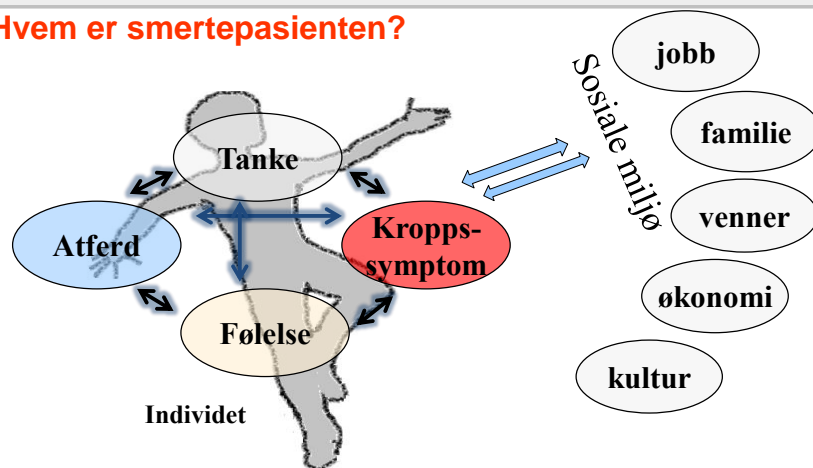 Hvem er smertepasienten?
Tanke
Atferd
Kropps-
symptom
Følelse
Individet
Sosiale miljø
jobb
familie
venner
økonomi
kultur